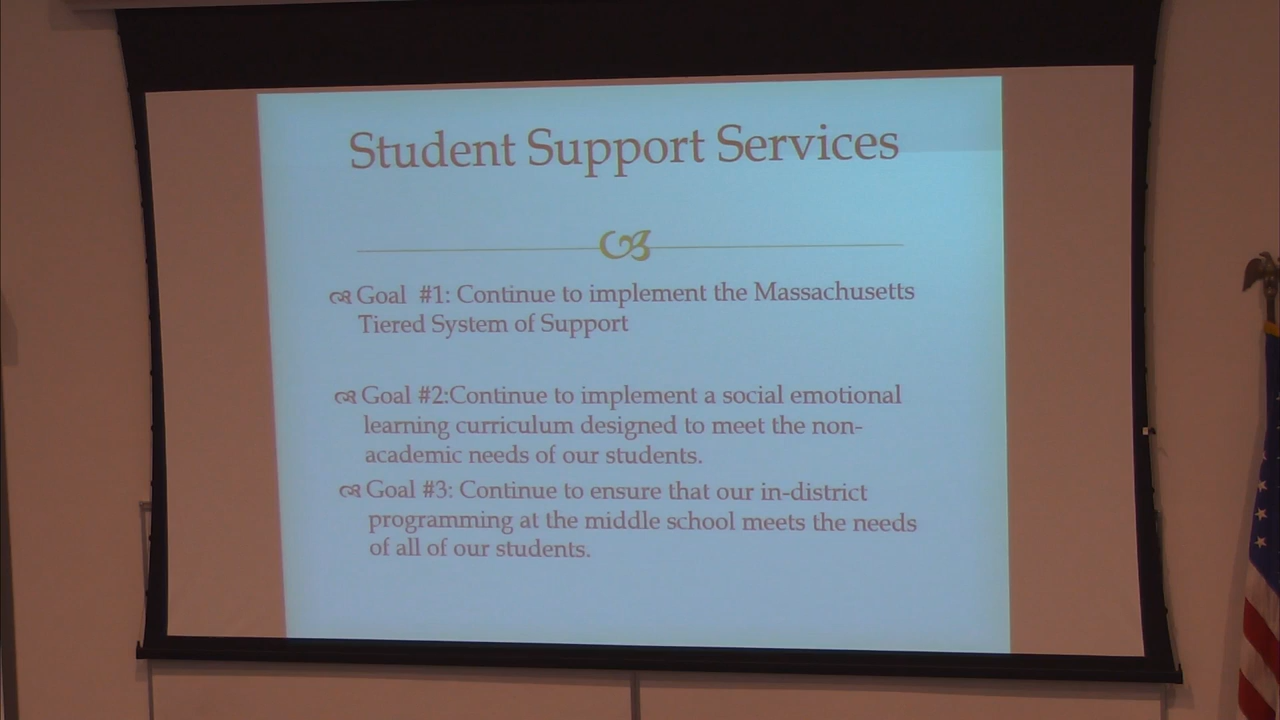 Student Support Services
Goal  #1: Continue to implement the Massachusetts
Tiered System of Support
Goal #2:Continue to implement a social emotional
learning curriculum designed to meet the non-
academic needs of our students.
Goal #3: Continue to ensure that our in-district
programming at the middle school meets the needs
of all of our students.